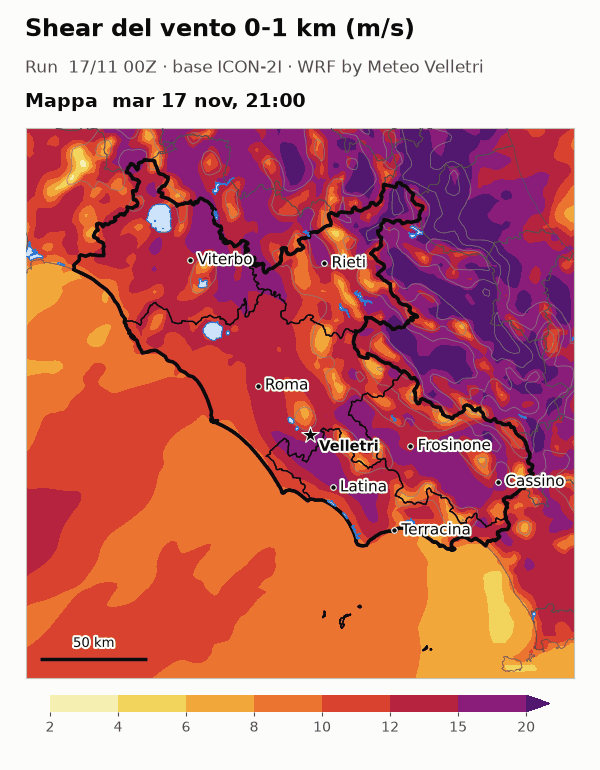 Shear del vento 0-1 km (m/s)
Run 17/11 00Z · base ICON-2I · WRF by Meteo Velletri
Mappa mar 17 nov, 21:00
Viterbo
Rieti
Roma
Velletri
Frosinone
Latina
Cassino
Terracina
50 km
2 4 6 8 10 12 15 20